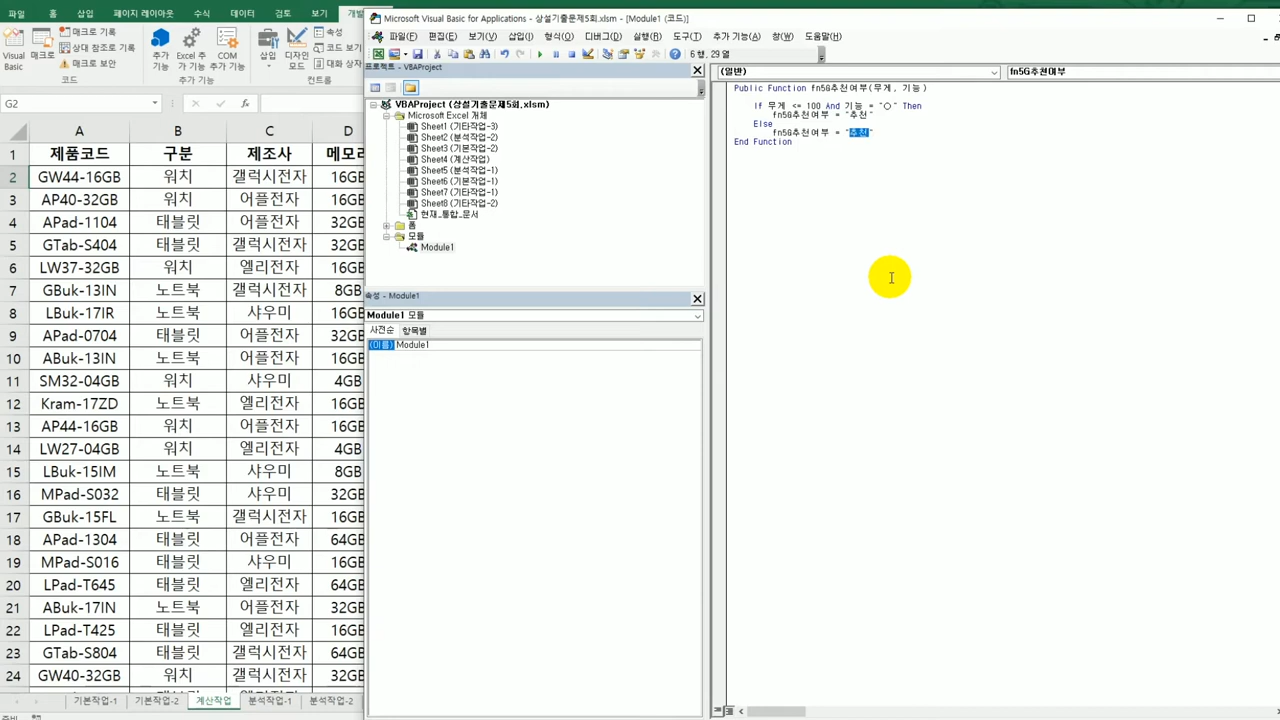 Microsoft Visual Basic for Applications - 상설기출문제5회.xlsm - [Module1 (코드)]
파일 홈 삽입 페이지 레이아웃 수식 데이터 검토 보기 개발
파일(F) 편집(E) 보기(V) 삽입(I) 형식(O) 디버그(D) 실행(R) 도구(T) 추가 기능(A) 창(W) 도움말(H)
6 행, 29 열
Visual Basic
매크로
매크로 기록
상대 참조로 기록
매크로 보안
코드
추가 기능
Excel 추가 기능
COM 추가 기능
추가 기능
삽입
디자인 모드
속성
코드 보기
대화 상자
컨트롤
G2
fx
A B C D
1 제품코드 구분 제조사 메모리
2 GW44-16GB 워치 갤럭시전자 16GB
3 AP40-32GB 워치 어플전자 16GB
4 APad-1104 태블릿 어플전자 32GB
5 GTab-S404 태블릿 갤럭시전자 32GB
6 LW37-32GB 워치 엘리전자 16GB
7 GBuk-13IN 노트북 갤럭시전자 8GB
8 LBuk-17IR 노트북 샤우미 16GB
9 APad-0704 태블릿 어플전자 32GB
10 ABuk-13IN 노트북 어플전자 16GB
11 SM32-04GB 워치 샤우미 4GB
12 Kram-17ZD 노트북 엘리전자 16GB
13 AP44-16GB 워치 어플전자 16GB
14 LW27-04GB 워치 엘리전자 4GB
15 LBuk-15IM 노트북 샤우미 8GB
16 MPad-S032 태블릿 샤우미 32GB
17 GBuk-15FL 노트북 갤럭시전자 16GB
18 APad-1304 태블릿 어플전자 64GB
19 MPad-S016 태블릿 샤우미 16GB
20 LPad-T645 태블릿 엘리전자 64GB
21 ABuk-17IN 노트북 어플전자 32GB
22 LPad-T425 태블릿 엘리전자 16GB
23 GTab-S804 태블릿 갤럭시전자 64GB
24 GW40-32GB 워치 갤럭시전자 16GB
기본작업-1 기본작업-2 계산작업 분석작업-1 분석작업-2
프로젝트 - VBAProject
VBAProject (상설기출문제5회.xlsm)
Microsoft Excel 개체
Sheet1 (기타작업-3)
Sheet2 (분석작업-2)
Sheet3 (기본작업-2)
Sheet4 (계산작업)
Sheet5 (분석작업-1)
Sheet6 (기본작업-1)
Sheet7 (기타작업-1)
Sheet8 (기타작업-2)
현재_통합_문서
폼
모듈
Module1
속성 - Module1
Module1 모듈
사전순 항목별
(이름) Module1
(일반) fn5G추천여부
Public Function fn5G추천여부(무게, 기능)
If 무게 <= 100 And 기능 = "○" Then
fn5G추천여부 = "추천"
Else
fn5G추천여부 = "추천"
End Function